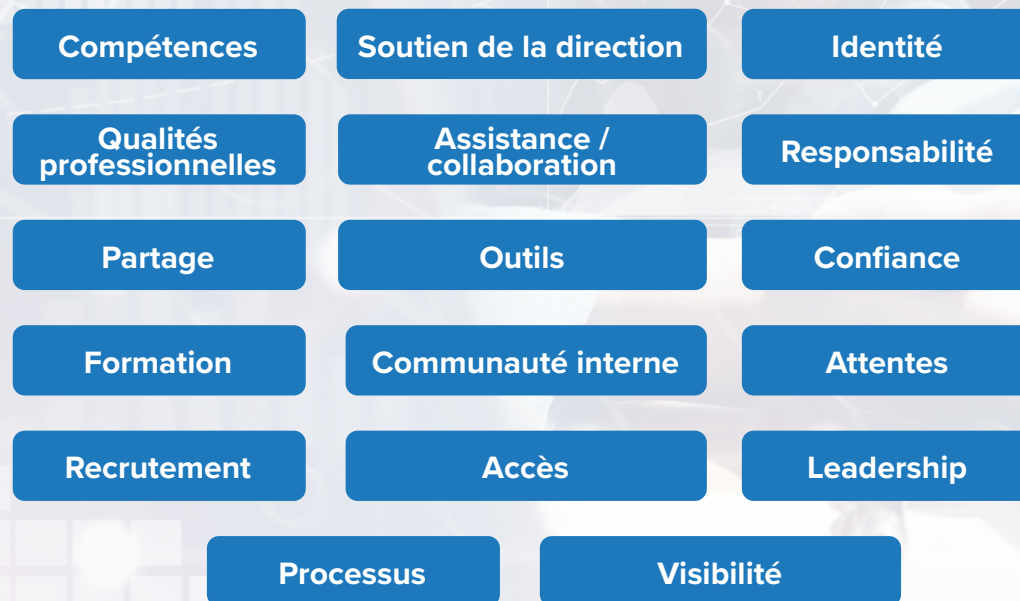 Compétences
Soutien de la direction
Identité
Qualités
professionnelles
Assistance /
collaboration
Responsabilité
Partage
Outils
Confiance
Formation
Communauté interne
Attentes
Recrutement
Accès
Leadership
Processus
Visibilité